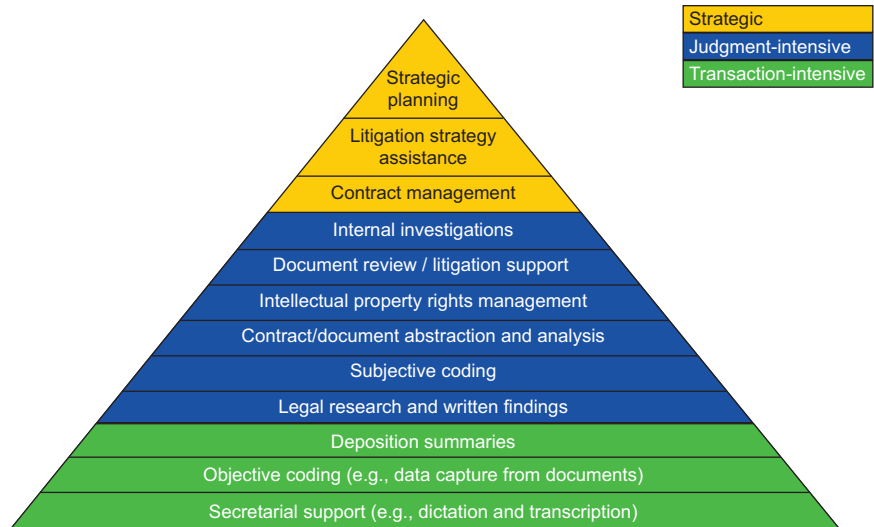 Strategic
Judgment-intensive
Transaction-intensive
Strategic
planning
Litigation strategy
assistance
Contract management
Internal investigations
Document review / litigation support
Intellectual property rights management
Contract/document abstraction and analysis
Subjective coding
Legal research and written findings
Deposition summaries
Objective coding (e.g., data capture from documents)
Secretarial support (e.g., dictation and transcription)